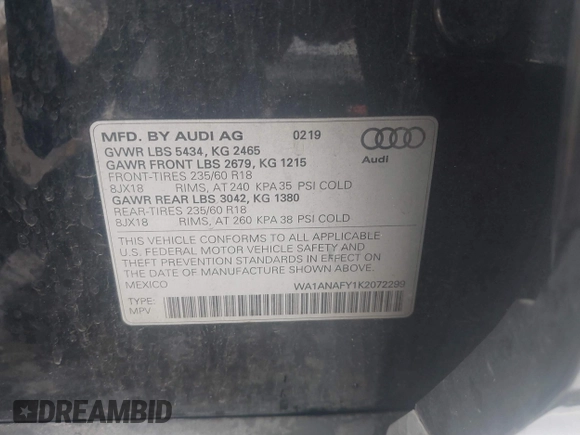 MFD. BY AUDI AG 0219
GVWR LBS 5434, KG 2465
GAWR FRONT LBS 2679, KG 1215
FRONT-TIRES 235/60 R18
8JX18 RIMS, AT 240 KPA 35 PSI COLD
GAWR REAR LBS 3042, KG 1380
REAR-TIRES 235/60 R18
8JX18 RIMS, AT 260 KPA 38 PSI COLD
Audi
THIS VEHICLE CONFORMS TO ALL APPLICABLE
U.S. FEDERAL MOTOR VEHICLE SAFETY AND
THEFT PREVENTION STANDARDS IN EFFECT ON
THE DATE OF MANUFACTURE SHOWN ABOVE.
MEXICO
TYPE:
MPV
DREAMBID